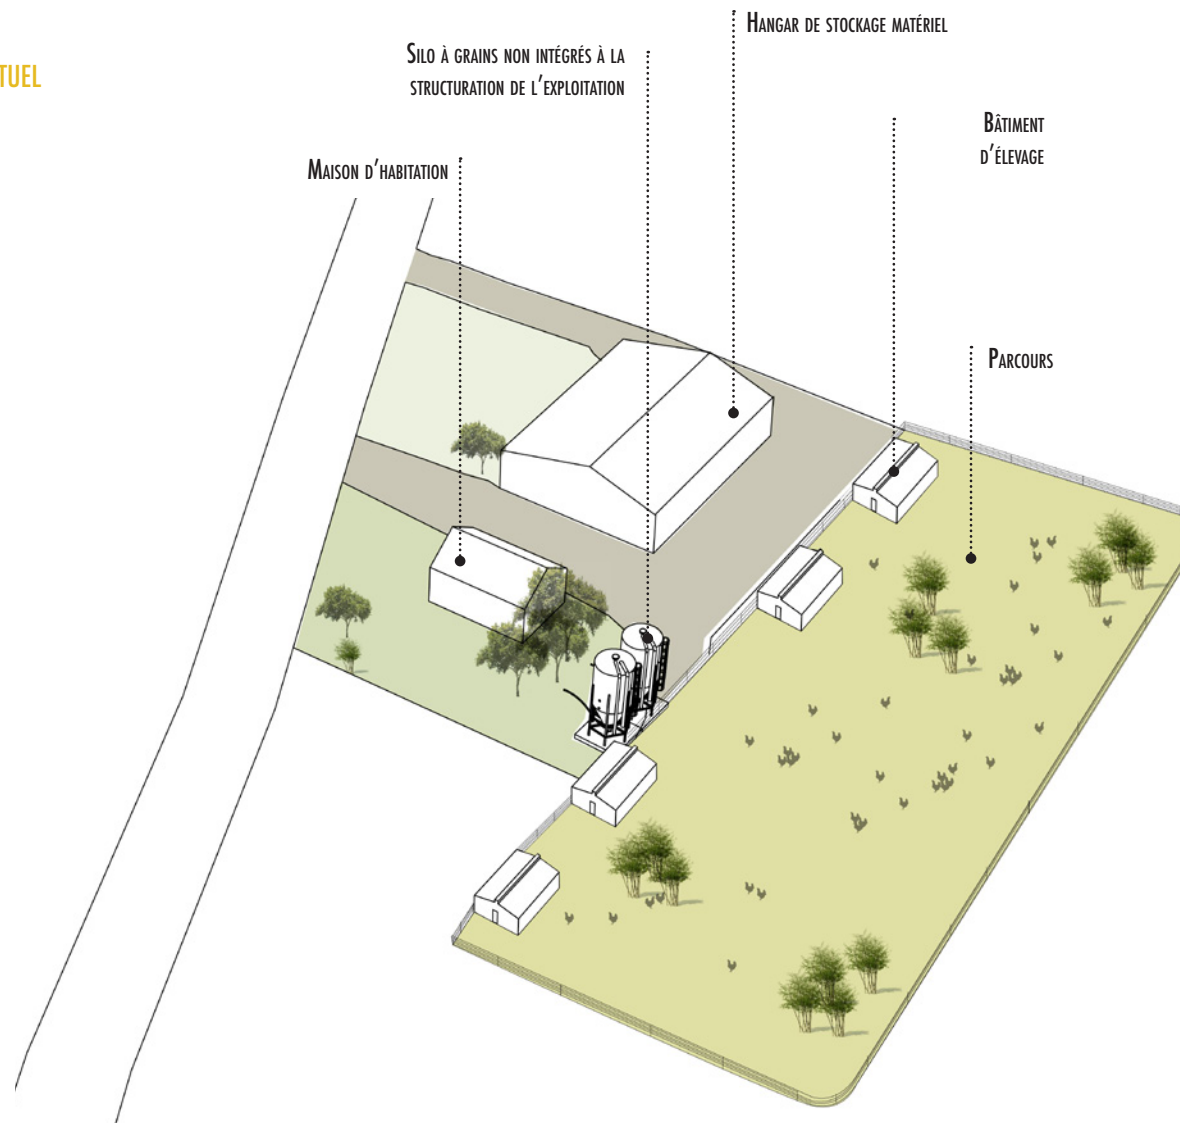 TUEL
Hangar de stockage matériel
Silo à grains non intégrés à la
structuration de l'exploitation
Bâtiment
d'élevage
Maison d'habitation
Parcours